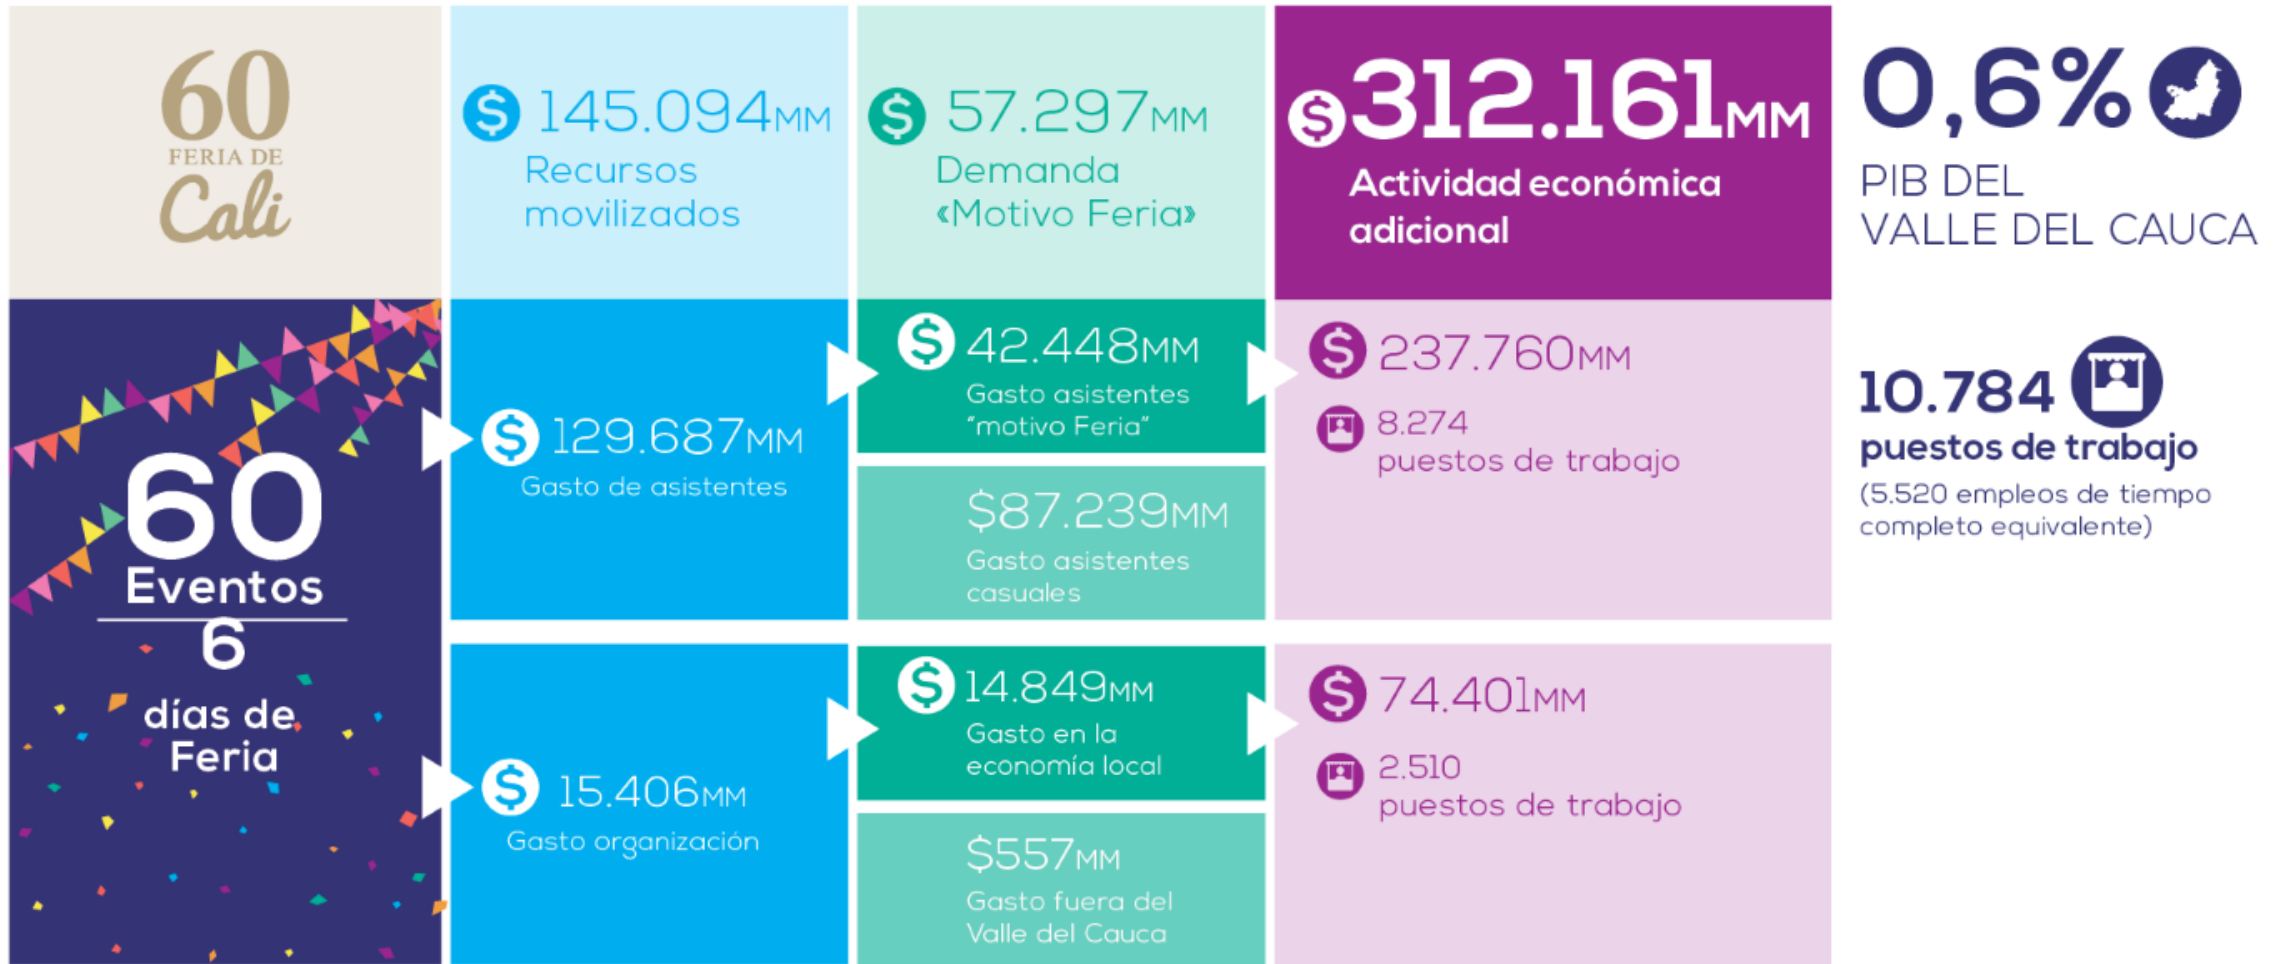 60
FERIA DE
Cali
60
Eventos
6
días de
Feria
$ 145.094MM
Recursos
movilizados
$ 129.687MM
Gasto de asistentes
$ 15.406MM
Gasto organización
$ 57.297MM
Demanda
«Motivo Feria»
$ 42.448MM
Gasto asistentes
“motivo Feria”
$87.239MM
Gasto asistentes
casuales
$ 14.849MM
Gasto en la
economía local
$557MM
Gasto fuera del
Valle del Cauca
$ 312.161MM
Actividad económica
adicional
$ 237.760MM
8.274
puestos de trabajo
$ 74.401MM
2.510
puestos de trabajo
0,6%
PIB DEL
VALLE DEL CAUCA
10.784
puestos de trabajo
(5.520 empleos de tiempo
completo equivalente)